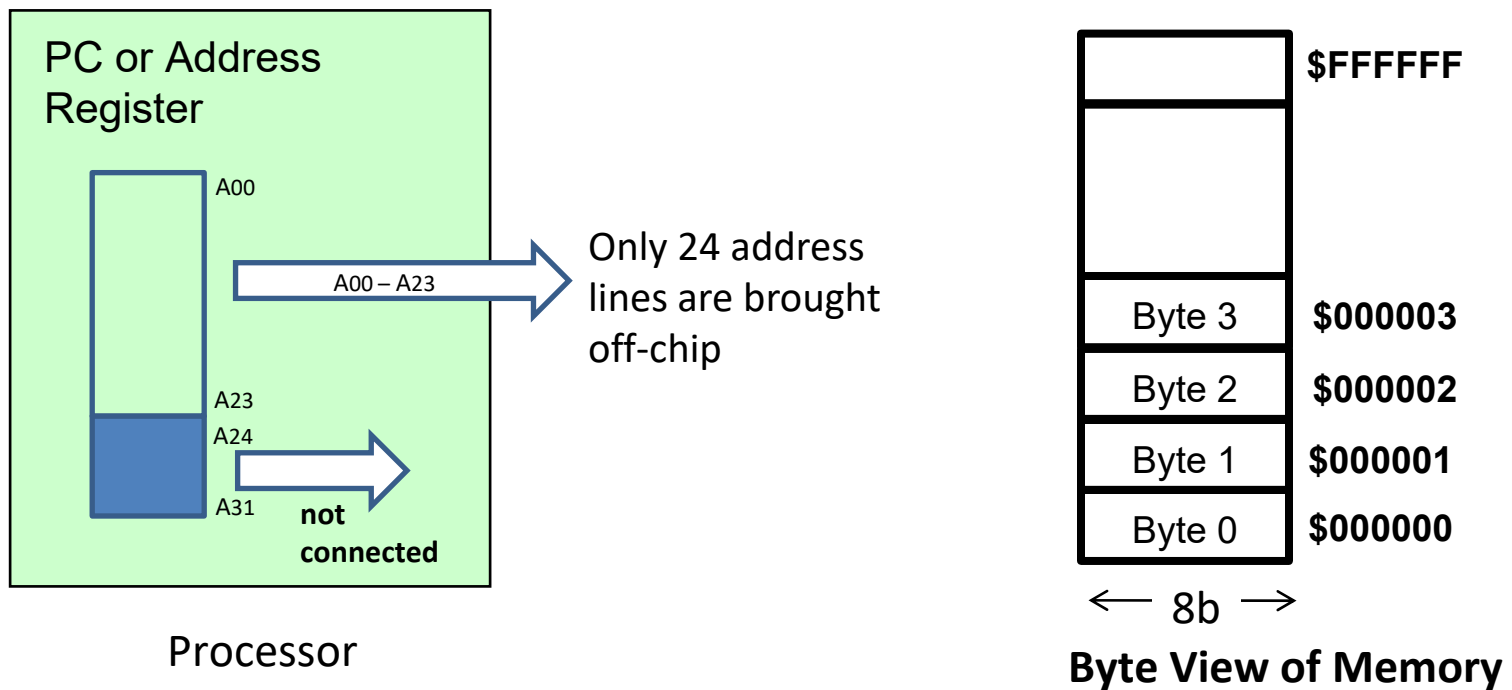 PC or Address
Register
A00
A00 – A23
A23
A24
A31
not
connected
Processor
Only 24 address
lines are brought
off-chip
$FFFFFF
Byte 3 $000003
Byte 2 $000002
Byte 1 $000001
Byte 0 $000000
8b
Byte View of Memory